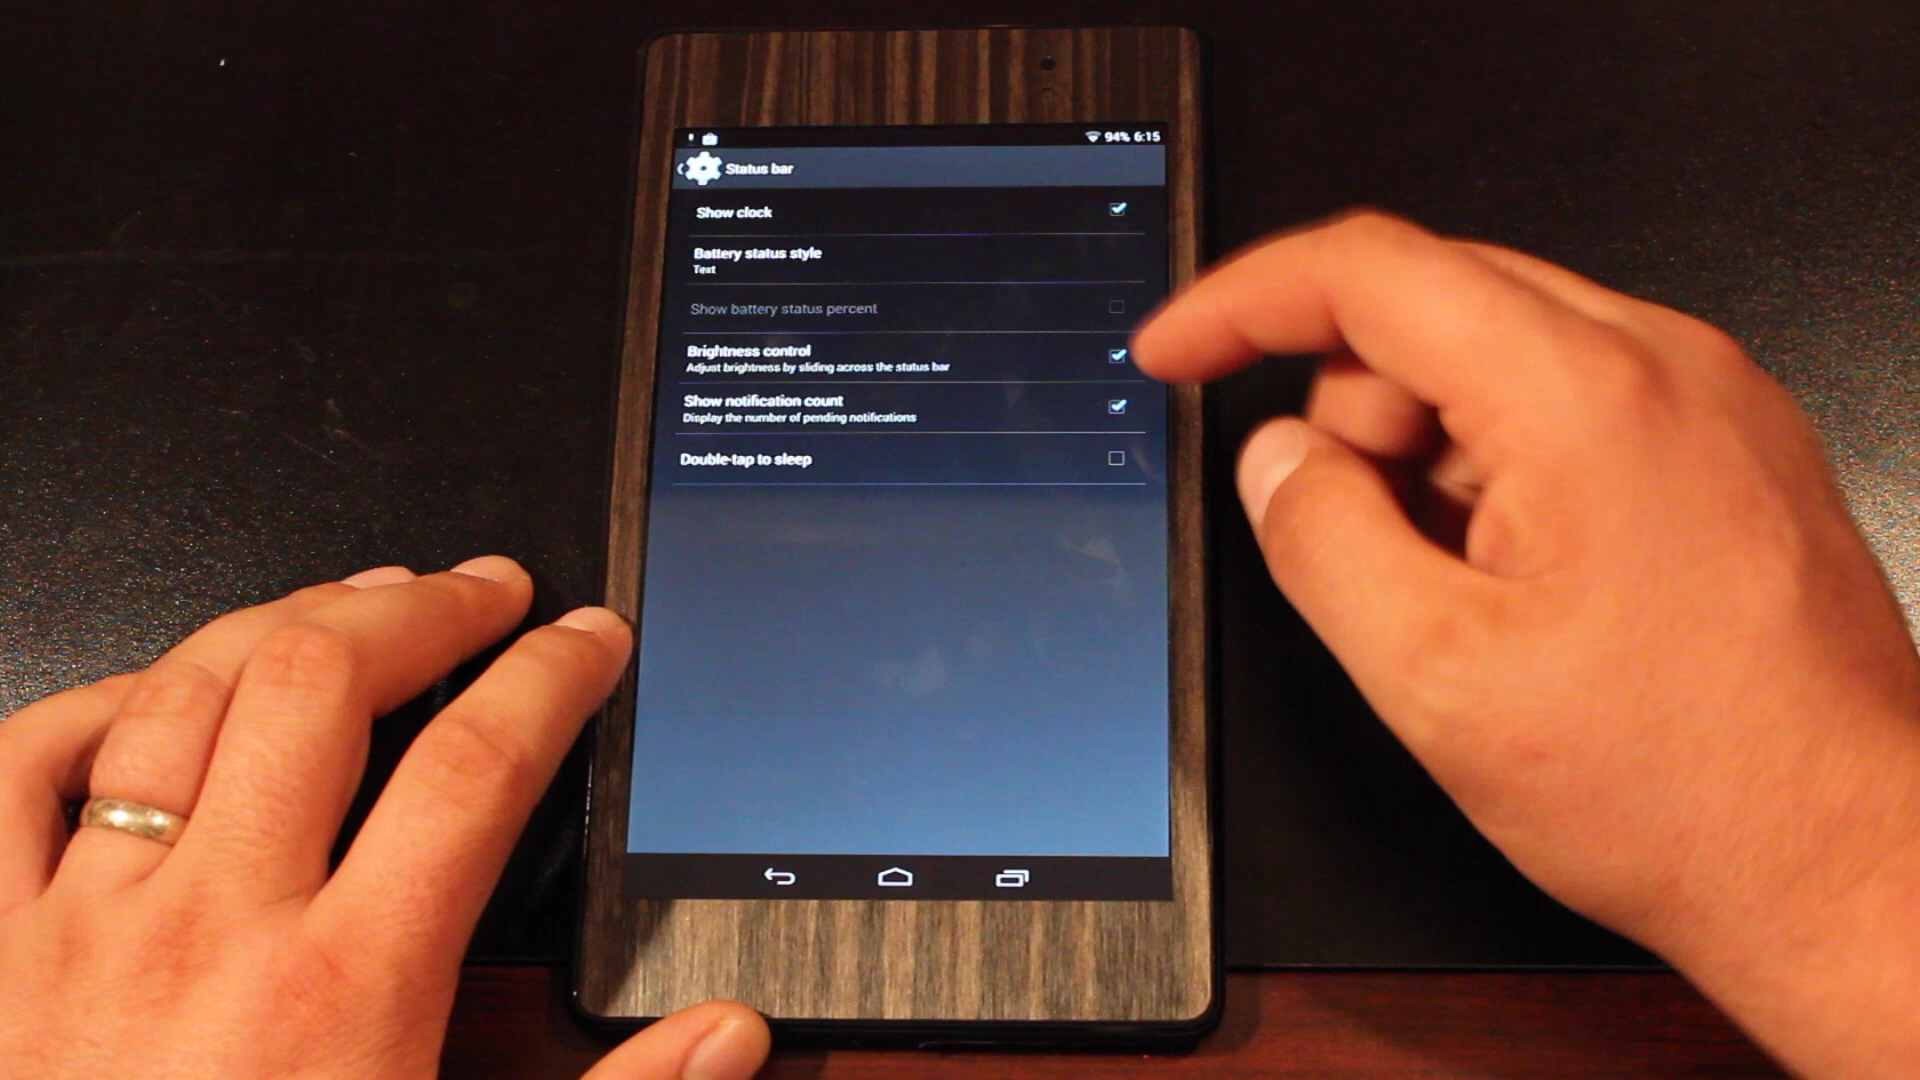 94% 6:15
Status bar
Show clock
Battery status style
Text
Show battery status percent
Brightness control
Adjust brightness by sliding across the status bar
Show notification count
Display the number of pending notifications
Double-tap to sleep